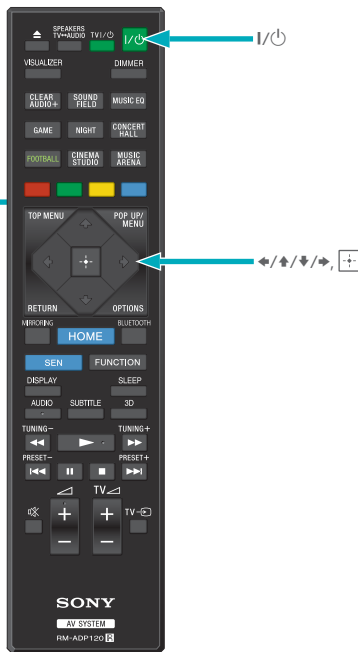 SPEAKERS
TV↔AUDIO TV I/⏻
I/⏻ I/⏻
VISUALIZER DIMMER
CLEAR AUDIO+ SOUND FIELD MUSIC EQ
GAME NIGHT CONCERT HALL
FOOTBALL CINEMA STUDIO MUSIC ARENA
TOP MENU POP UP/MENU
←/↑/↓/→,
RETURN OPTIONS
MIRRORING BLUETOOTH
HOME
SEN FUNCTION
DISPLAY SLEEP
AUDIO SUBTITLE 3D
TUNING– TUNING+
PRESET– PRESET+
TV
+ + TV
– –
SONY
AV SYSTEM
RM-ADP120 R